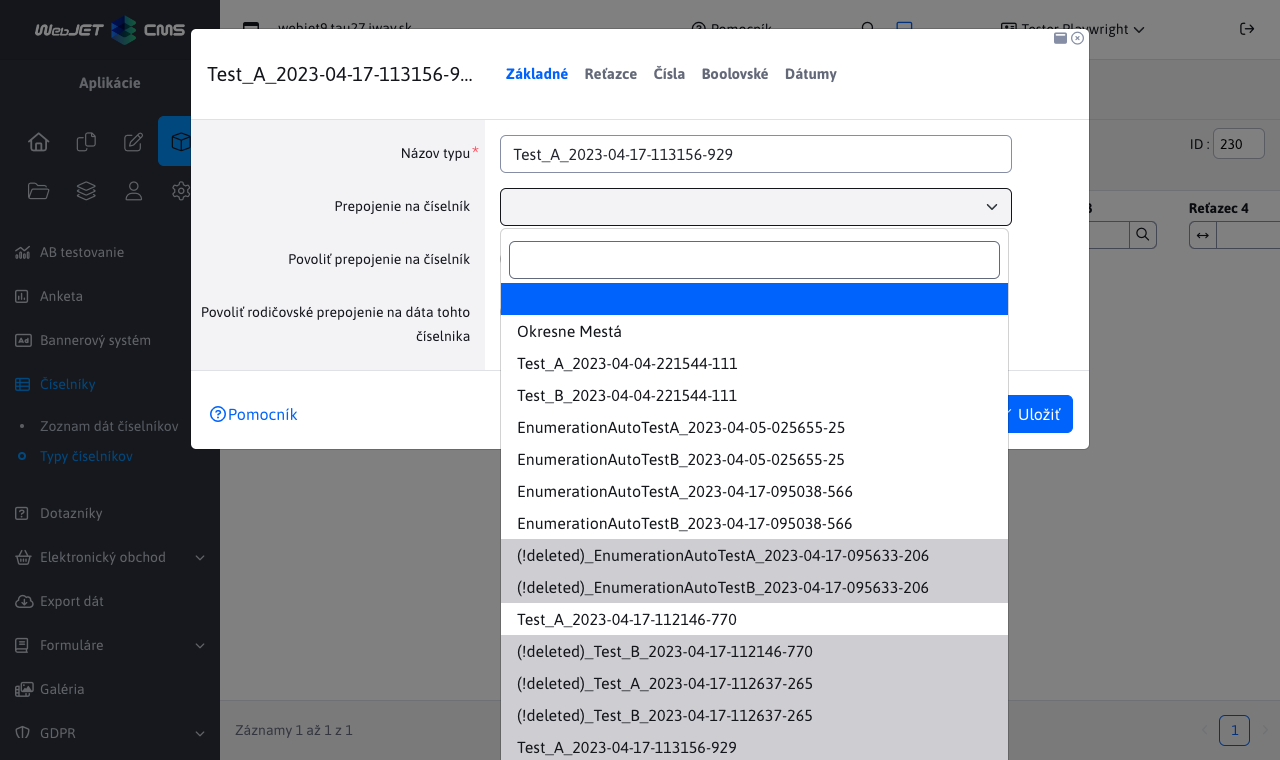 WebJET CMS
webjet9.tau27.iway.sk
Pomocník
Tester Playwright
Aplikácie
AB testovanie
Anketa
Bannerový systém
Číselníky
Zoznam dát číselníkov
Typy číselníkov
Dotazníky
Elektronický obchod
Export dát
Formuláre
Galéria
GDPR
ID :
230
Reťazec 4
Test_A_2023-04-17-113156-9...
Základné
Reťazce
Čísla
Boolovské
Dátumy
Názov typu *
Test_A_2023-04-17-113156-929
Prepojenie na číselník
Povoliť prepojenie na číselník
Povoliť rodičovské prepojenie na dáta tohto
číselnika
Okresne Mestá
Test_A_2023-04-04-221544-111
Test_B_2023-04-04-221544-111
EnumerationAutoTestA_2023-04-05-025655-25
EnumerationAutoTestB_2023-04-05-025655-25
EnumerationAutoTestA_2023-04-17-095038-566
EnumerationAutoTestB_2023-04-17-095038-566
(!deleted)_EnumerationAutoTestA_2023-04-17-095633-206
(!deleted)_EnumerationAutoTestB_2023-04-17-095633-206
Test_A_2023-04-17-112146-770
(!deleted)_Test_B_2023-04-17-112146-770
(!deleted)_Test_A_2023-04-17-112637-265
(!deleted)_Test_B_2023-04-17-112637-265
Test_A_2023-04-17-113156-929
Pomocník
Uložiť
Záznamy 1 až 1 z 1
1